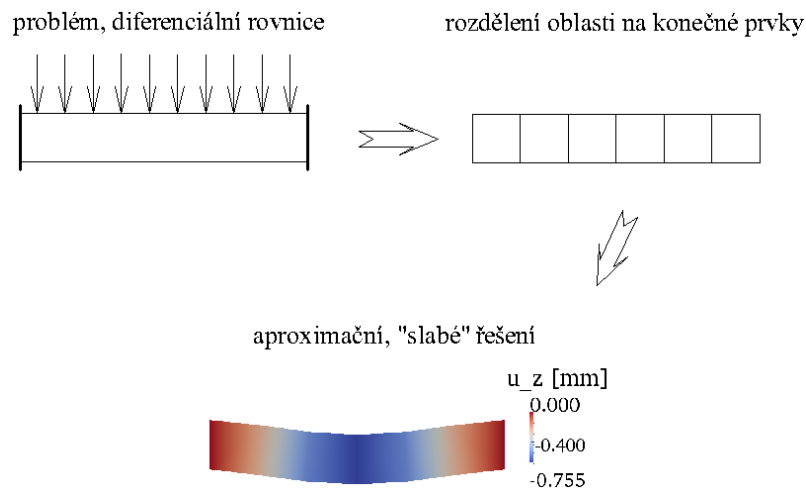 problém, diferenciální rovnice
rozdělení oblasti na konečné prvky
aproximační, "slabé" řešení
u_z [mm]
0.000
-0.400
-0.755